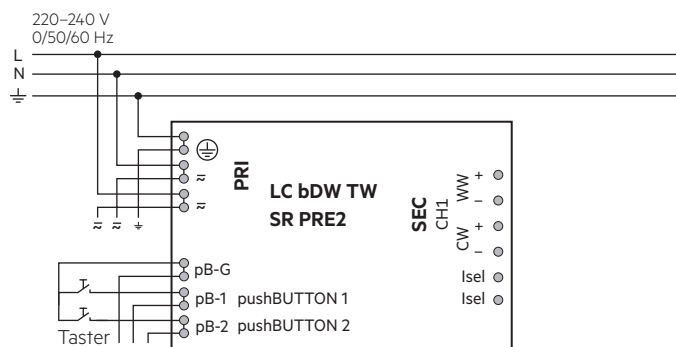 220–240 V
0/50/60 Hz
L
N
PRI
LC bDW TW
SR PRE2
SEC
CH1
WW
+
–
CW
+
–
Isel
Isel
pB-G
pB-1 pushBUTTON 1
pB-2 pushBUTTON 2
Taster